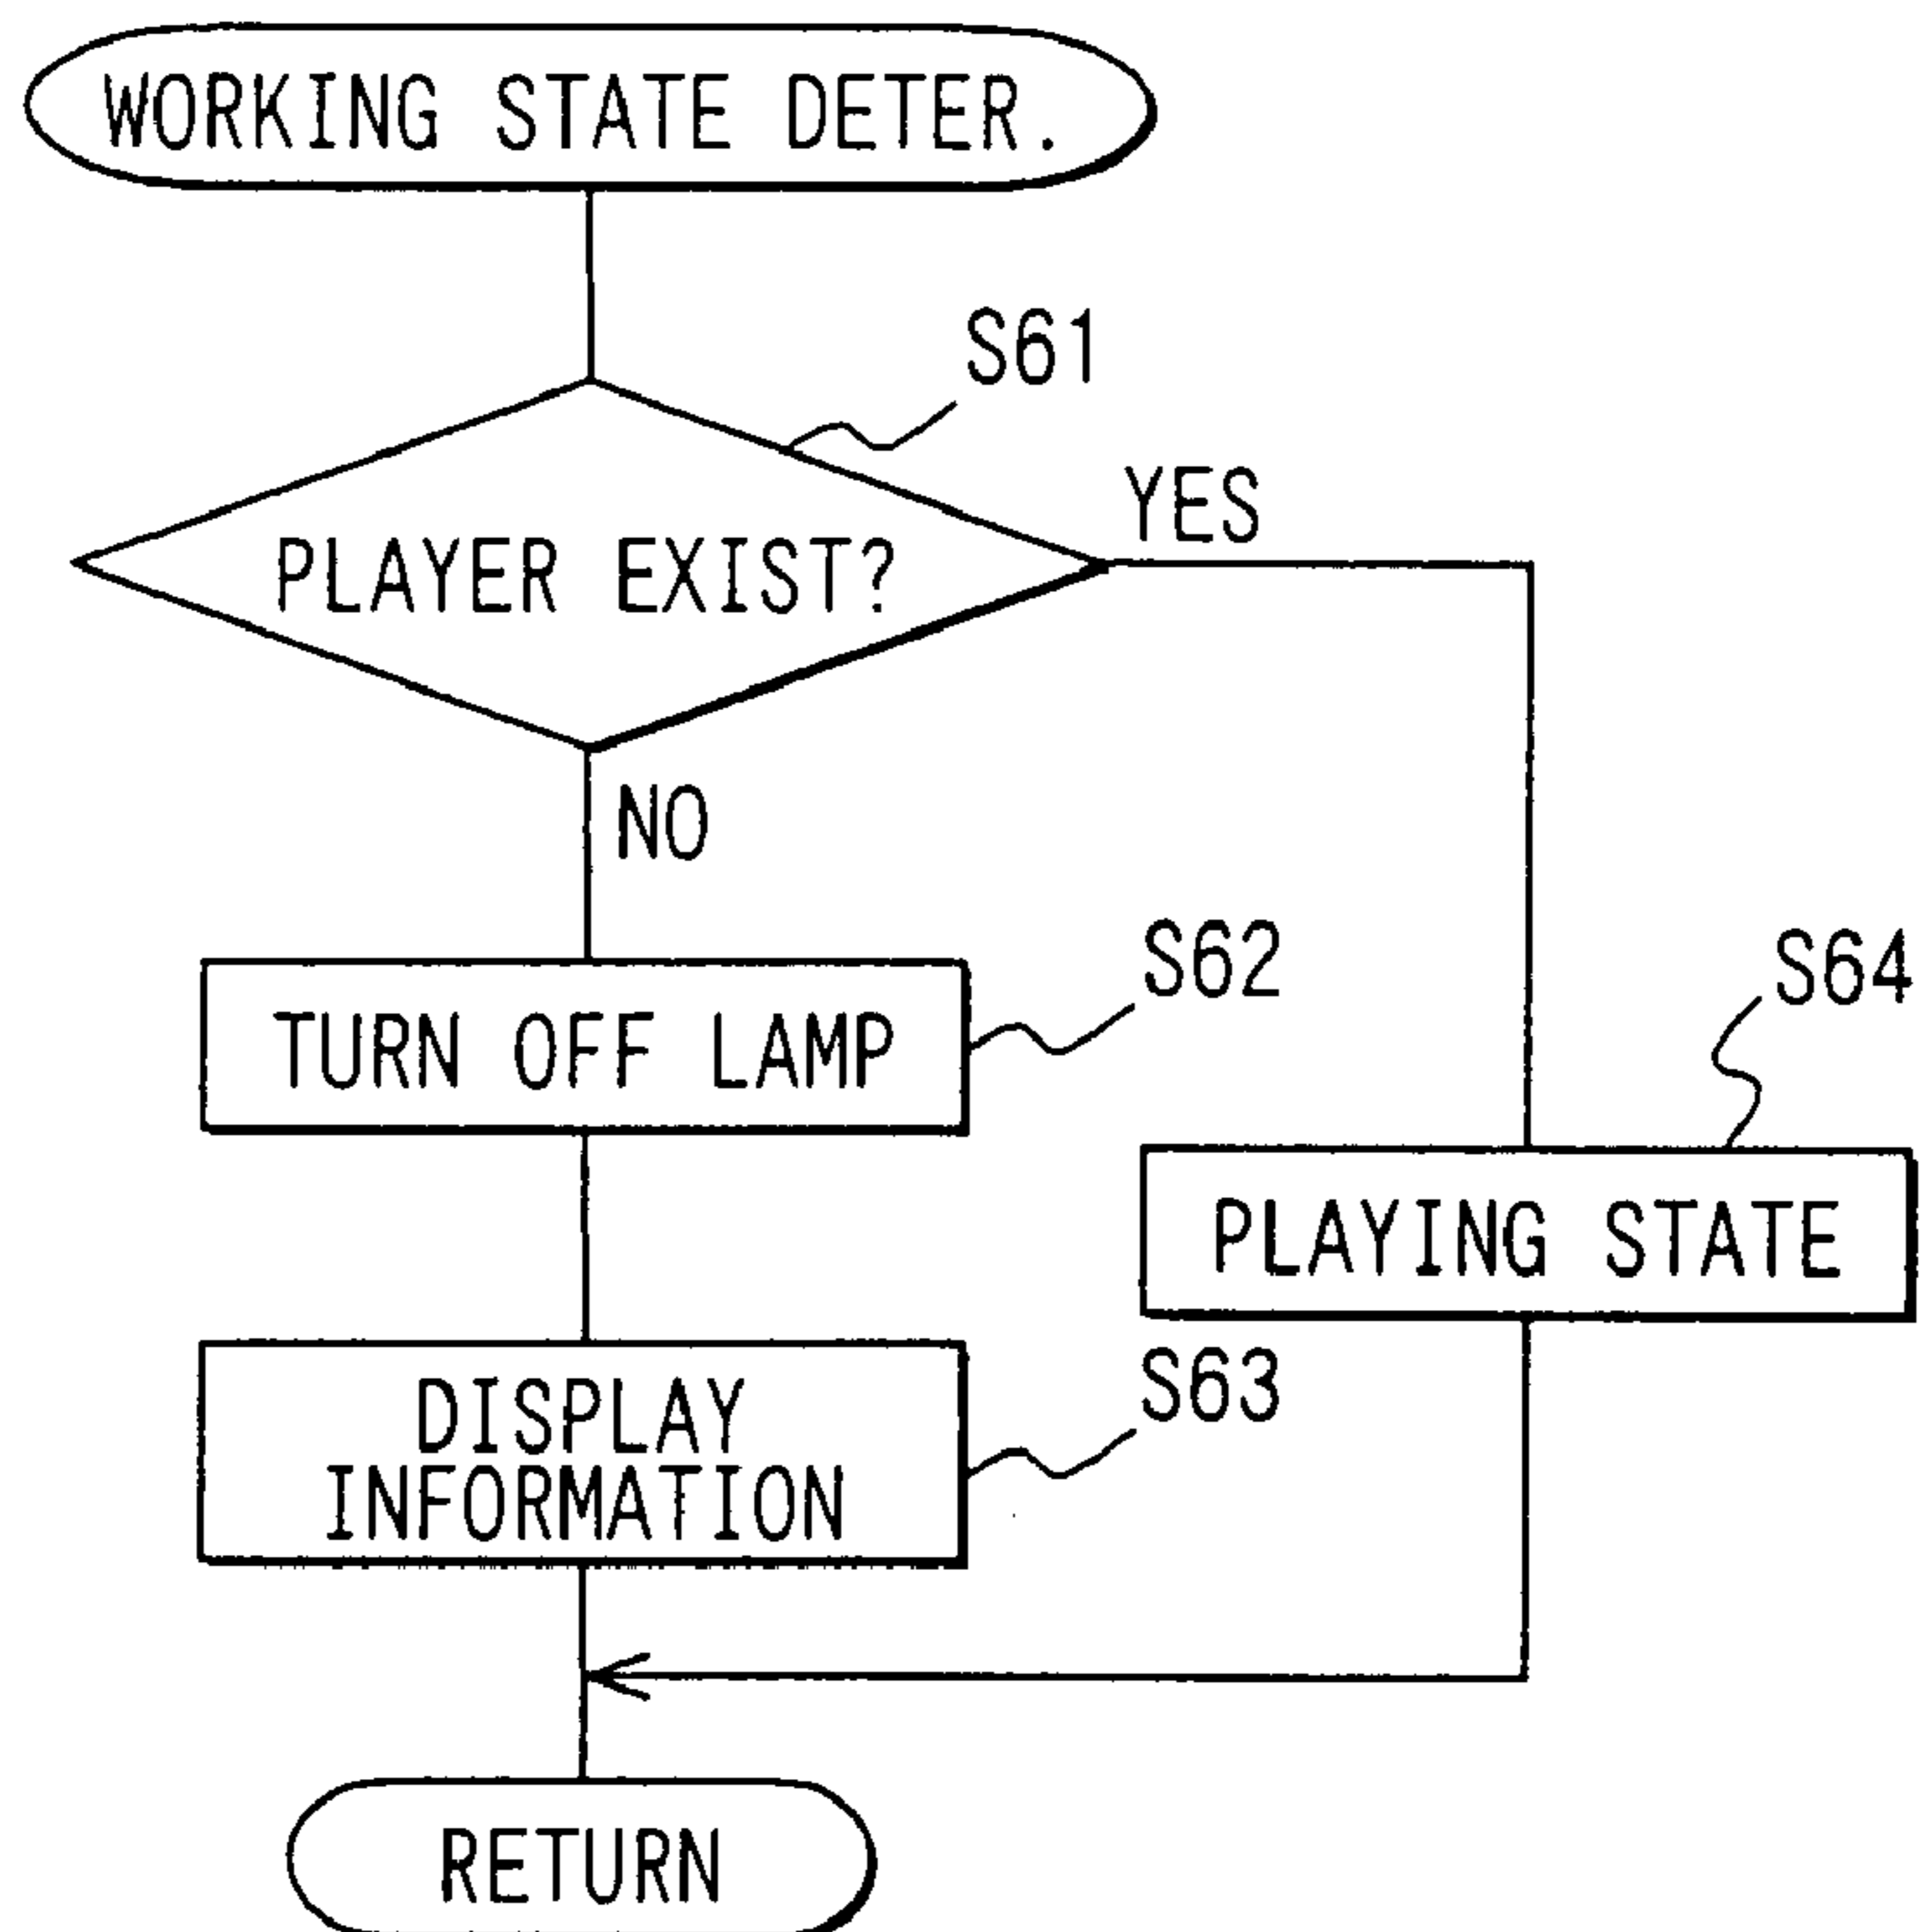 WORKING STATE DETER.
S61
PLAYER EXIST?
YES
NO
TURN OFF LAMP
S62
S64
PLAYING STATE
DISPLAY
INFORMATION
S63
RETURN